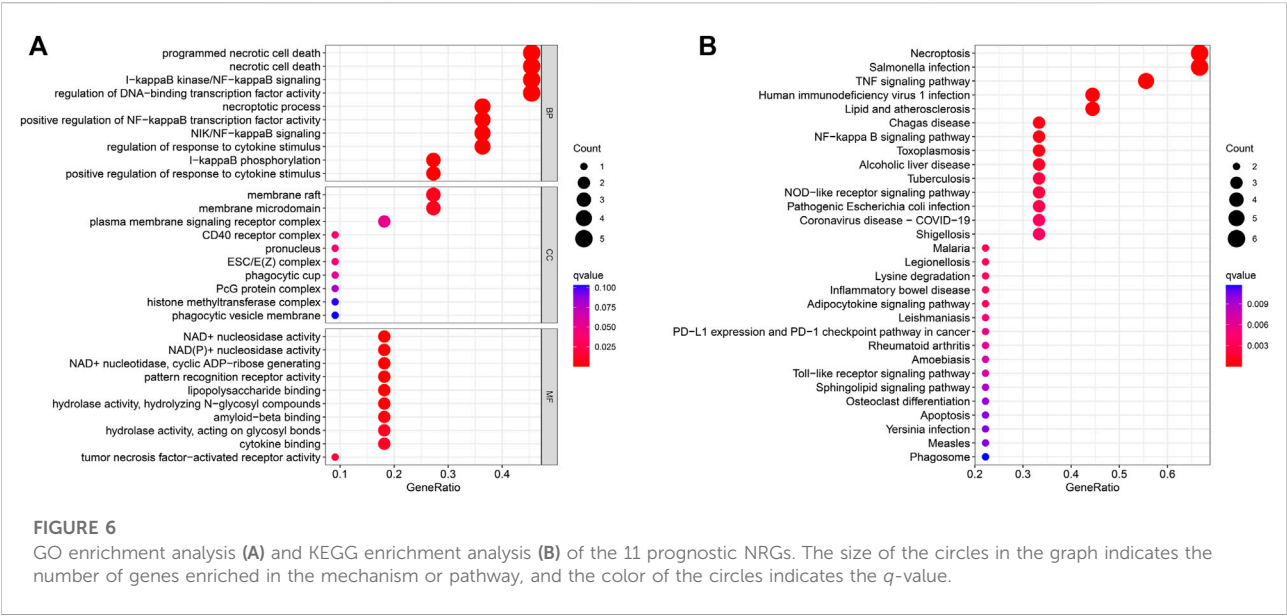 A
programmed necrotic cell death
necrotic cell death
I−kappaB kinase/NF−kappaB signaling
regulation of DNA−binding transcription factor activity
necroptotic process
positive regulation of NF−kappaB transcription factor activity
NIK/NF−kappaB signaling
regulation of response to cytokine stimulus
I−kappaB phosphorylation
positive regulation of response to cytokine stimulus
BP
membrane raft
membrane microdomain
plasma membrane signaling receptor complex
CD40 receptor complex
pronucleus
ESC/E(Z) complex
phagocytic cup
PcG protein complex
histone methyltransferase complex
phagocytic vesicle membrane
CC
NAD+ nucleosidase activity
NAD(P)+ nucleosidase activity
NAD+ nucleotidase, cyclic ADP−ribose generating
pattern recognition receptor activity
lipopolysaccharide binding
hydrolase activity, hydrolyzing N−glycosyl compounds
amyloid−beta binding
hydrolase activity, acting on glycosyl bonds
cytokine binding
tumor necrosis factor−activated receptor activity
MF
0.1 0.2 0.3 0.4
GeneRatio
Count
1
2
3
4
5
qvalue
0.100
0.075
0.050
0.025
B
Necroptosis
Salmonella infection
TNF signaling pathway
Human immunodeficiency virus 1 infection
Lipid and atherosclerosis
Chagas disease
NF−kappa B signaling pathway
Toxoplasmosis
Alcoholic liver disease
Tuberculosis
NOD−like receptor signaling pathway
Pathogenic Escherichia coli infection
Coronavirus disease − COVID−19
Shigellosis
Malaria
Legionellosis
Lysine degradation
Inflammatory bowel disease
Adipocytokine signaling pathway
Leishmaniasis
PD−L1 expression and PD−1 checkpoint pathway in cancer
Rheumatoid arthritis
Amoebiasis
Toll−like receptor signaling pathway
Sphingolipid signaling pathway
Osteoclast differentiation
Apoptosis
Yersinia infection
Measles
Phagosome
0.2 0.3 0.4 0.5 0.6
GeneRatio
Count
2
3
4
5
6
qvalue
0.009
0.006
0.003
FIGURE 6
GO enrichment analysis (A) and KEGG enrichment analysis (B) of the 11 prognostic NRGs. The size of the circles in the graph indicates the
number of genes enriched in the mechanism or pathway, and the color of the circles indicates the q-value.